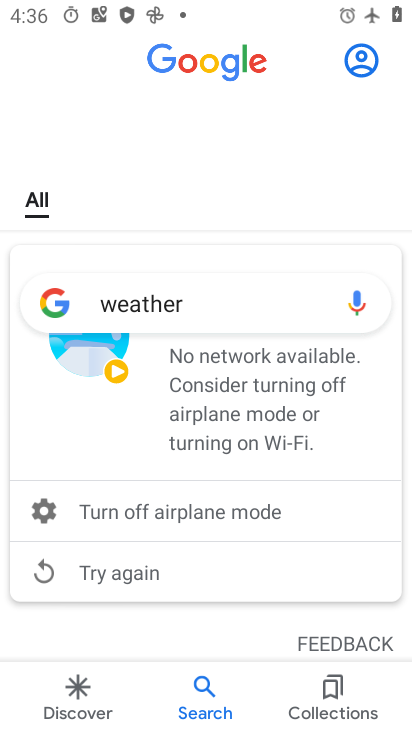 4:36
Google
All
weather
No network available.
Consider turning off
airplane mode or
turning on Wi-Fi.
Turn off airplane mode
Try again
FEEDBACK
Discover
Search
Collections